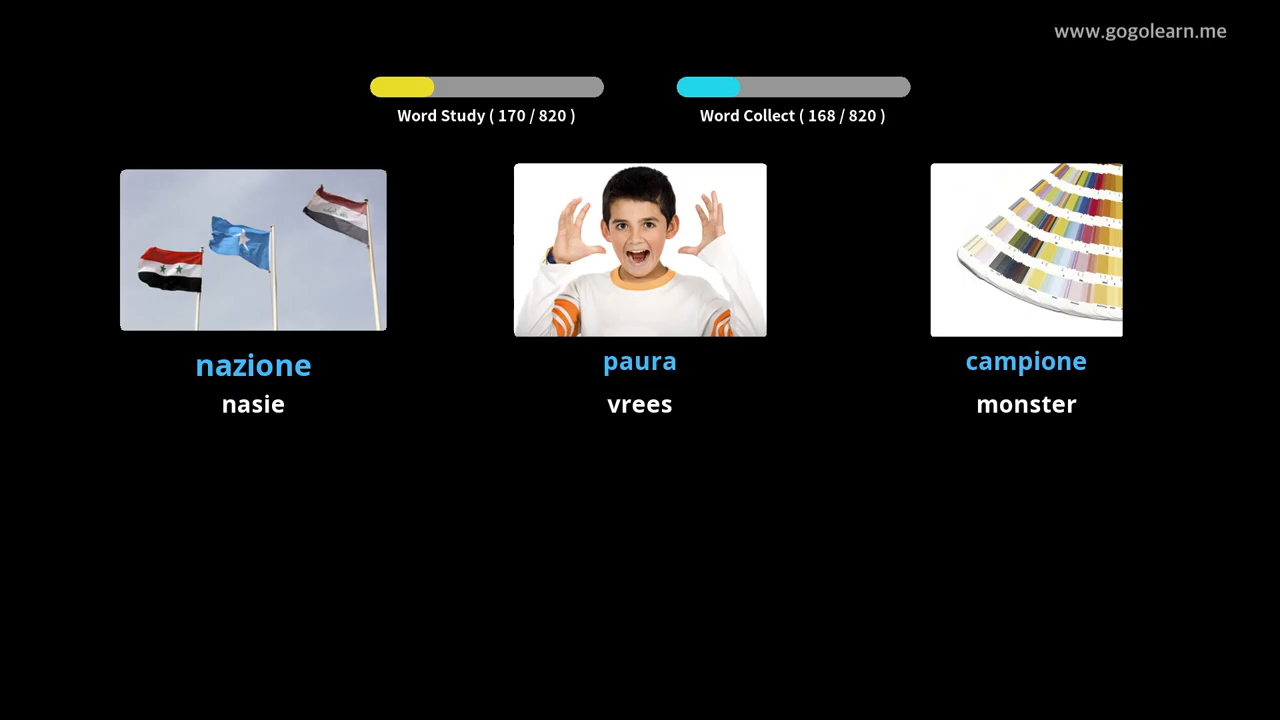 www.gogolearn.me
Word Study ( 170 / 820 )
Word Collect ( 168 / 820 )
nazione
paura
campione
nasie
vrees
monster